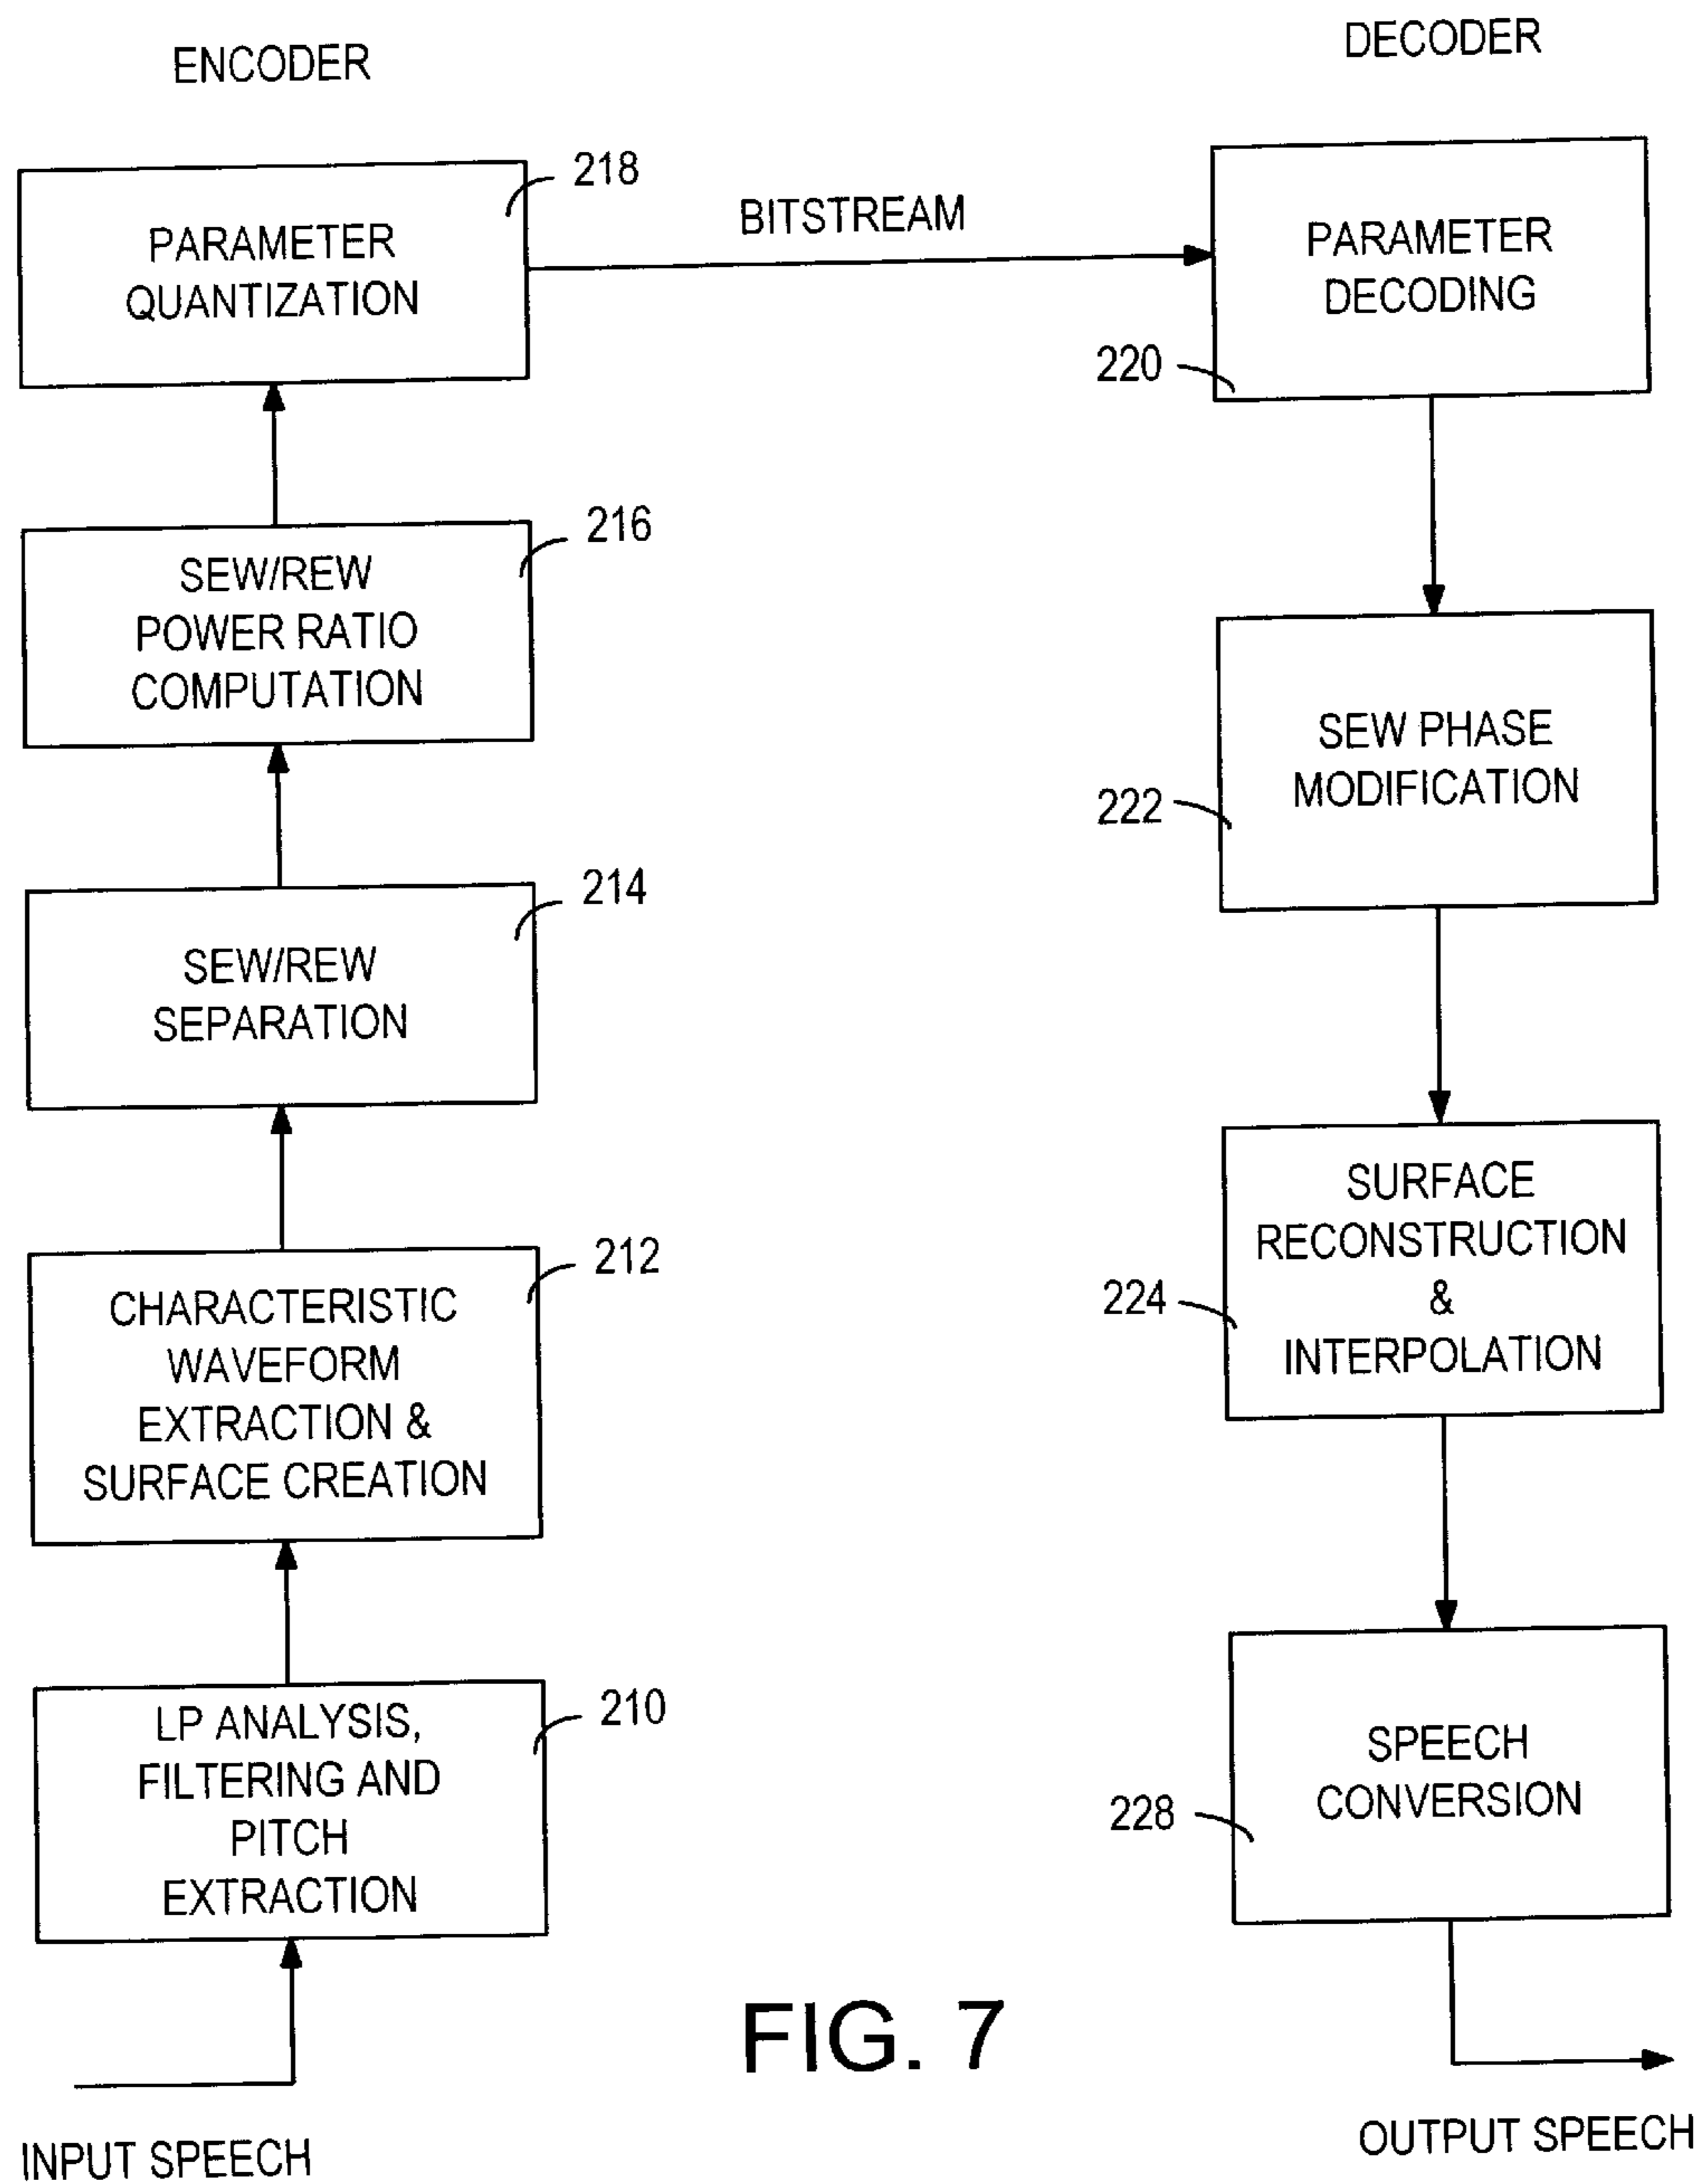 ENCODER
DECODER
218
PARAMETER
QUANTIZATION
BITSTREAM
PARAMETER
DECODING
220
216
SEW/REW
POWER RATIO
COMPUTATION
SEW PHASE
MODIFICATION
222
214
SEW/REW
SEPARATION
212
CHARACTERISTIC
WAVEFORM
EXTRACTION &
SURFACE CREATION
SURFACE
RECONSTRUCTION
&
INTERPOLATION
224
210
LP ANALYSIS,
FILTERING AND
PITCH
EXTRACTION
SPEECH
CONVERSION
228
FIG. 7
INPUT SPEECH
OUTPUT SPEECH